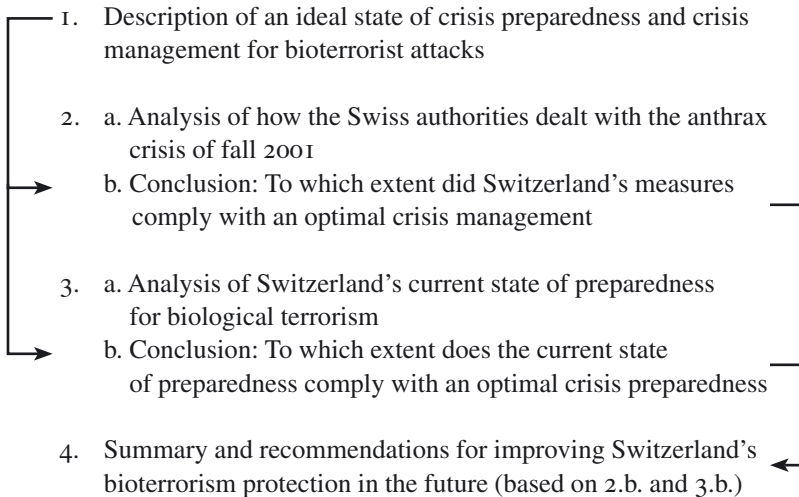 1. Description of an ideal state of crisis preparedness and crisis
management for bioterrorist attacks
2. a. Analysis of how the Swiss authorities dealt with the anthrax
crisis of fall 2001
b. Conclusion: To which extent did Switzerland's measures
comply with an optimal crisis management
3. a. Analysis of Switzerland's current state of preparedness
for biological terrorism
b. Conclusion: To which extent does the current state
of preparedness comply with an optimal crisis preparedness
4. Summary and recommendations for improving Switzerland's
bioterrorism protection in the future (based on 2.b. and 3.b.)